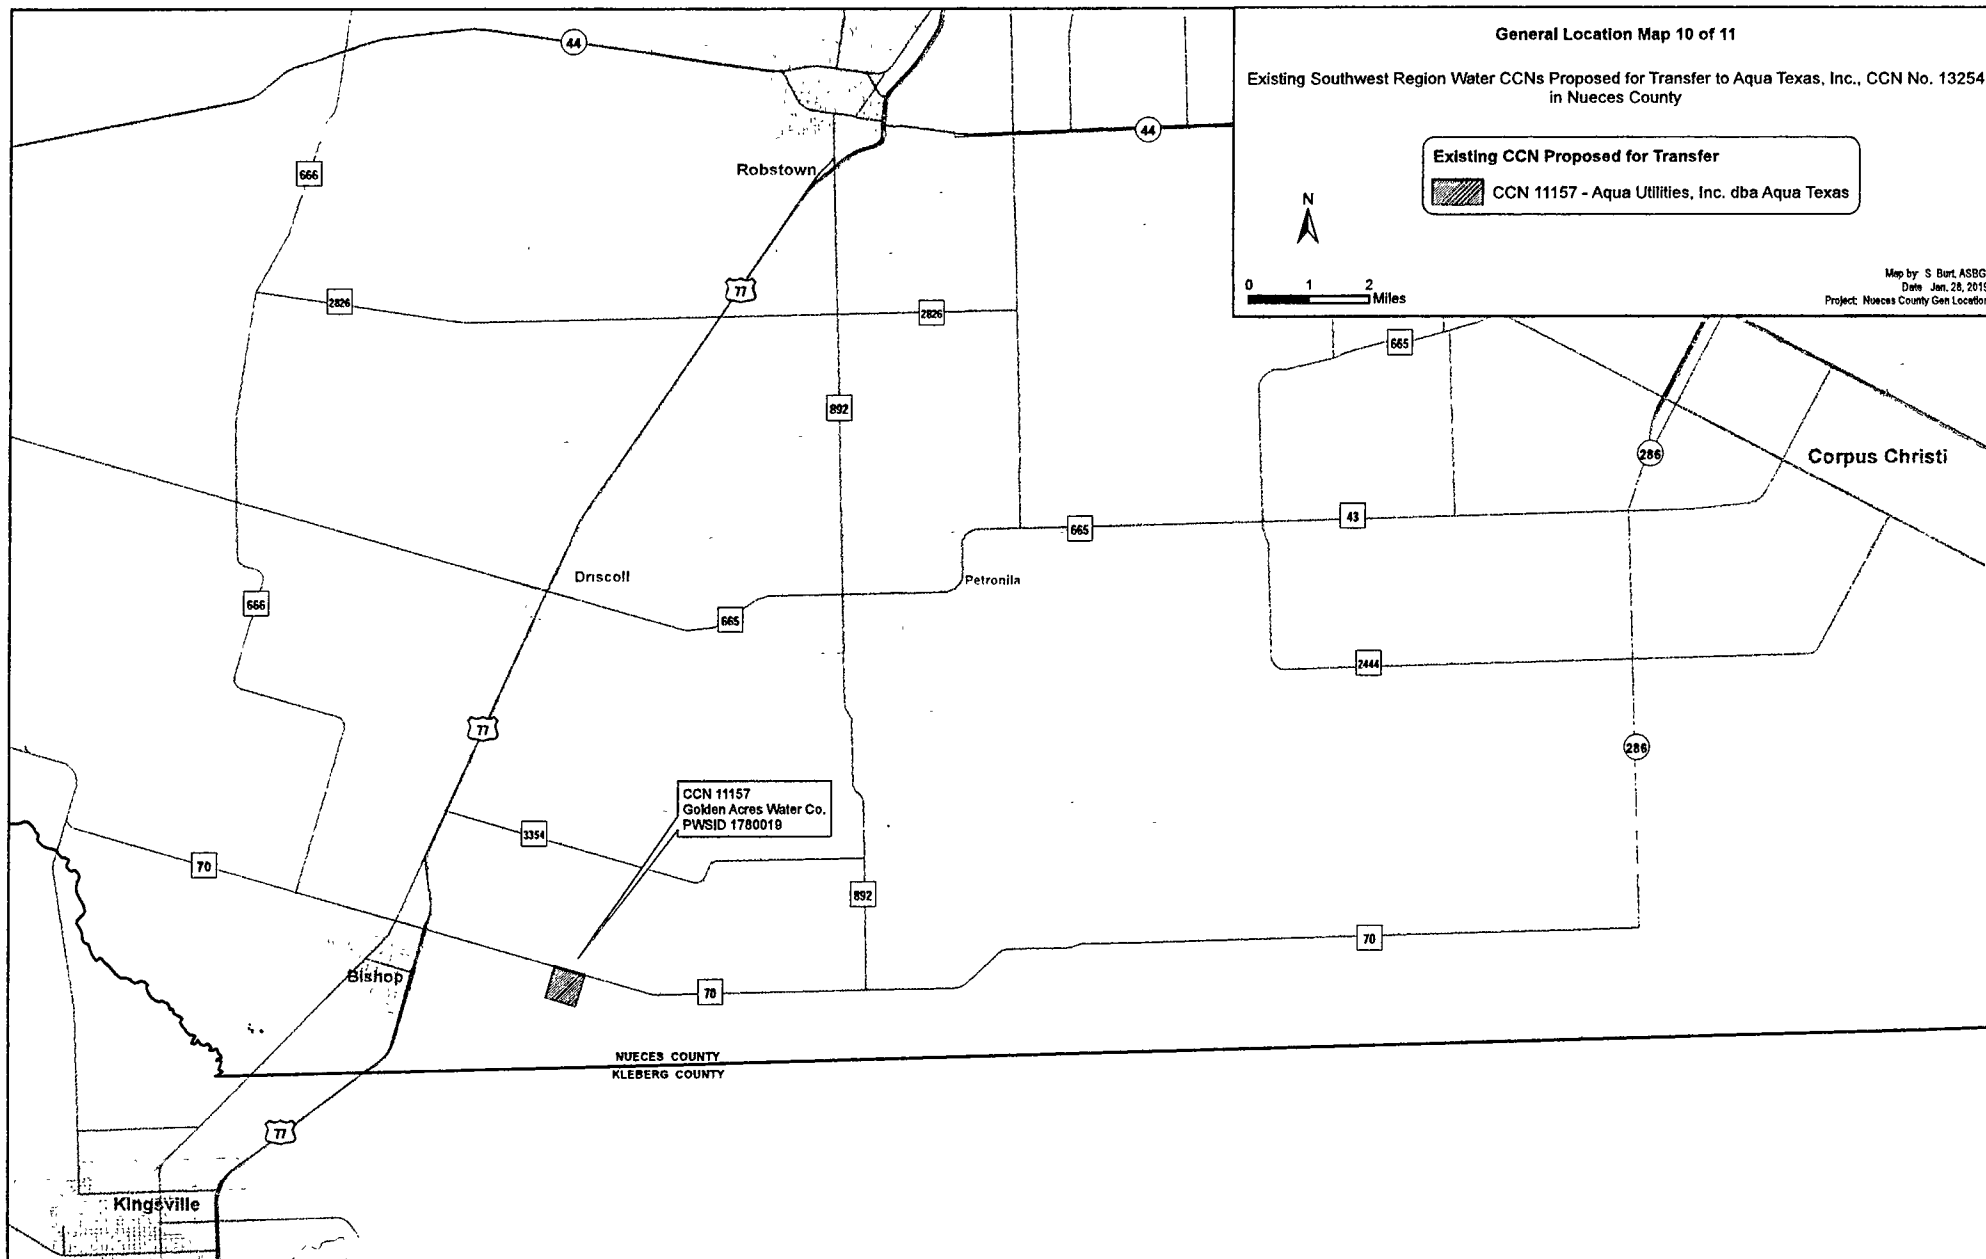 General Location Map 10 of 11
Existing Southwest Region Water CCNs Proposed for Transfer to Aqua Texas, Inc., CCN No. 13254
in Nueces County
Existing CCN Proposed for Transfer
CCN 11157 - Aqua Utilities, Inc. dba Aqua Texas
N
0 1 2
Miles
Map by S Burt, ASBG
Date Jan. 28, 2019
Project: Nueces County Gen Location
44
44
666
Robstown
77
2826
2826
665
892
286
Corpus Christi
665
43
Driscoll
Petronila
666
665
2444
77
286
CCN 11157
Golden Acres Water Co.
PWSID 1780019
3354
70
892
70
Bishop
70
NUECES COUNTY
KLEBERG COUNTY
77
Kingsville